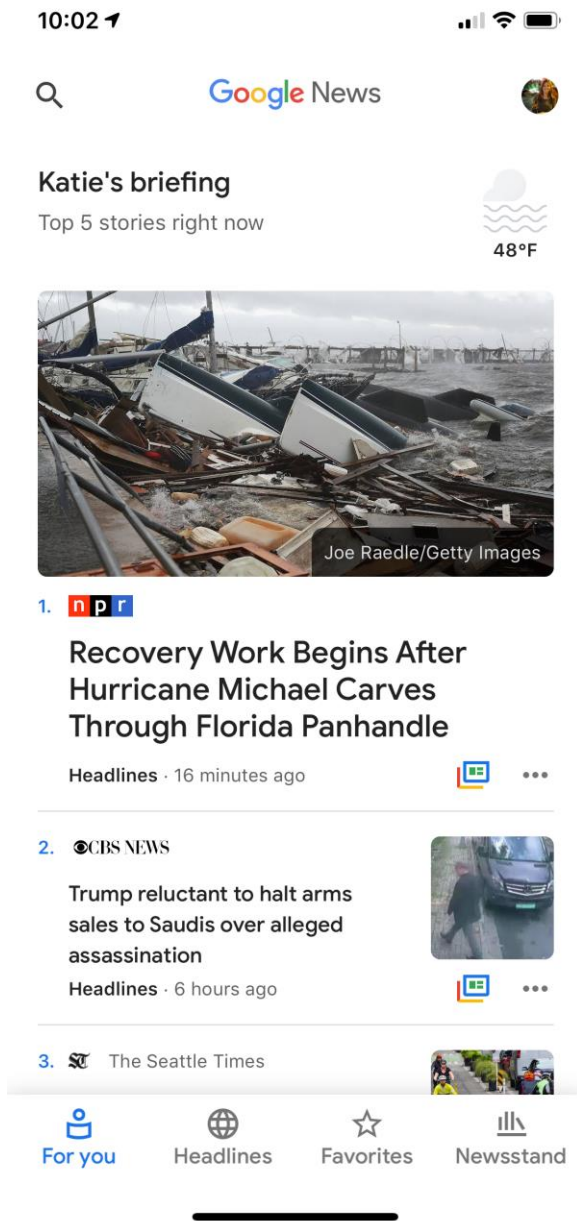 10:02
Google News
Katie's briefing
Top 5 stories right now
48°F
Joe Raedle/Getty Images
1. npr
Recovery Work Begins After
Hurricane Michael Carves
Through Florida Panhandle
Headlines · 16 minutes ago
2. CBS NEWS
Trump reluctant to halt arms
sales to Saudis over alleged
assassination
Headlines · 6 hours ago
3. ST The Seattle Times
For you Headlines Favorites Newsstand